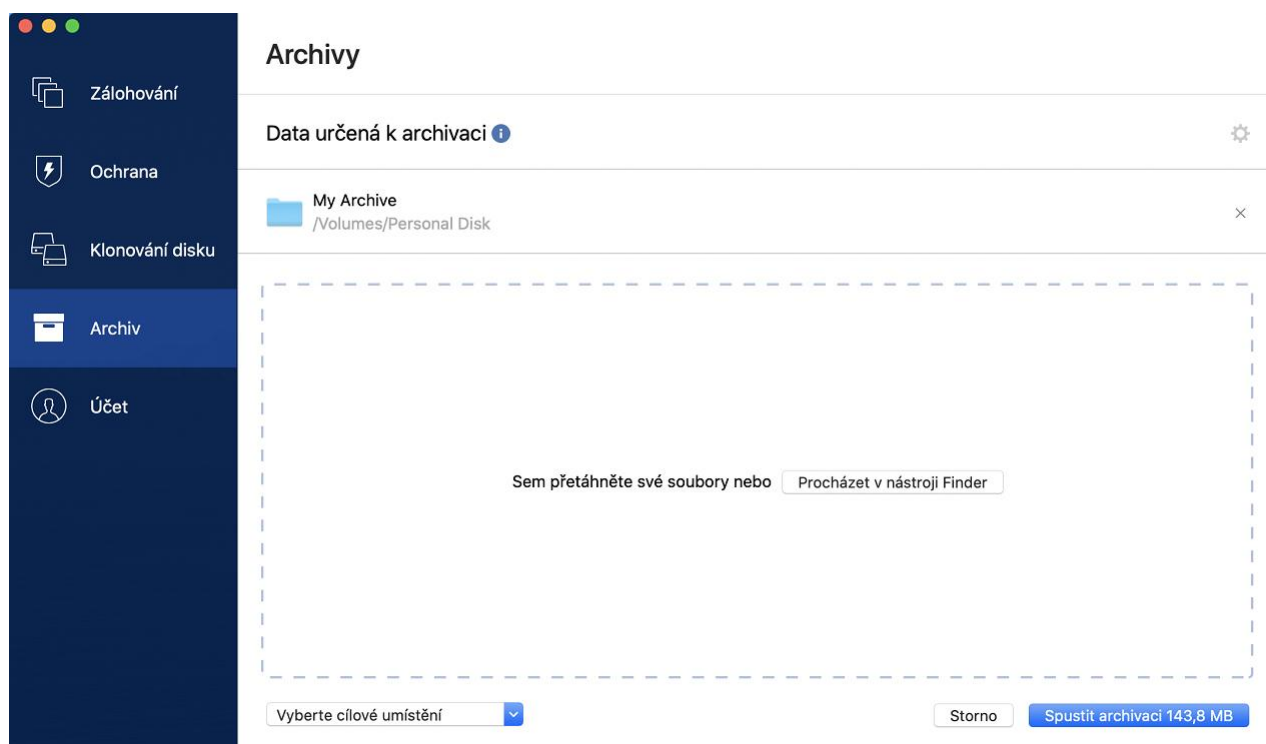 Archivy
Zálohování
Data určená k archivaci
Ochrana
My Archive
/Volumes/Personal Disk
Klonování disku
Archiv
Účet
Sem přetáhněte své soubory nebo Procházet v nástroji Finder
Vyberte cílové umístění Storno Spustit archivaci 143,8 MB